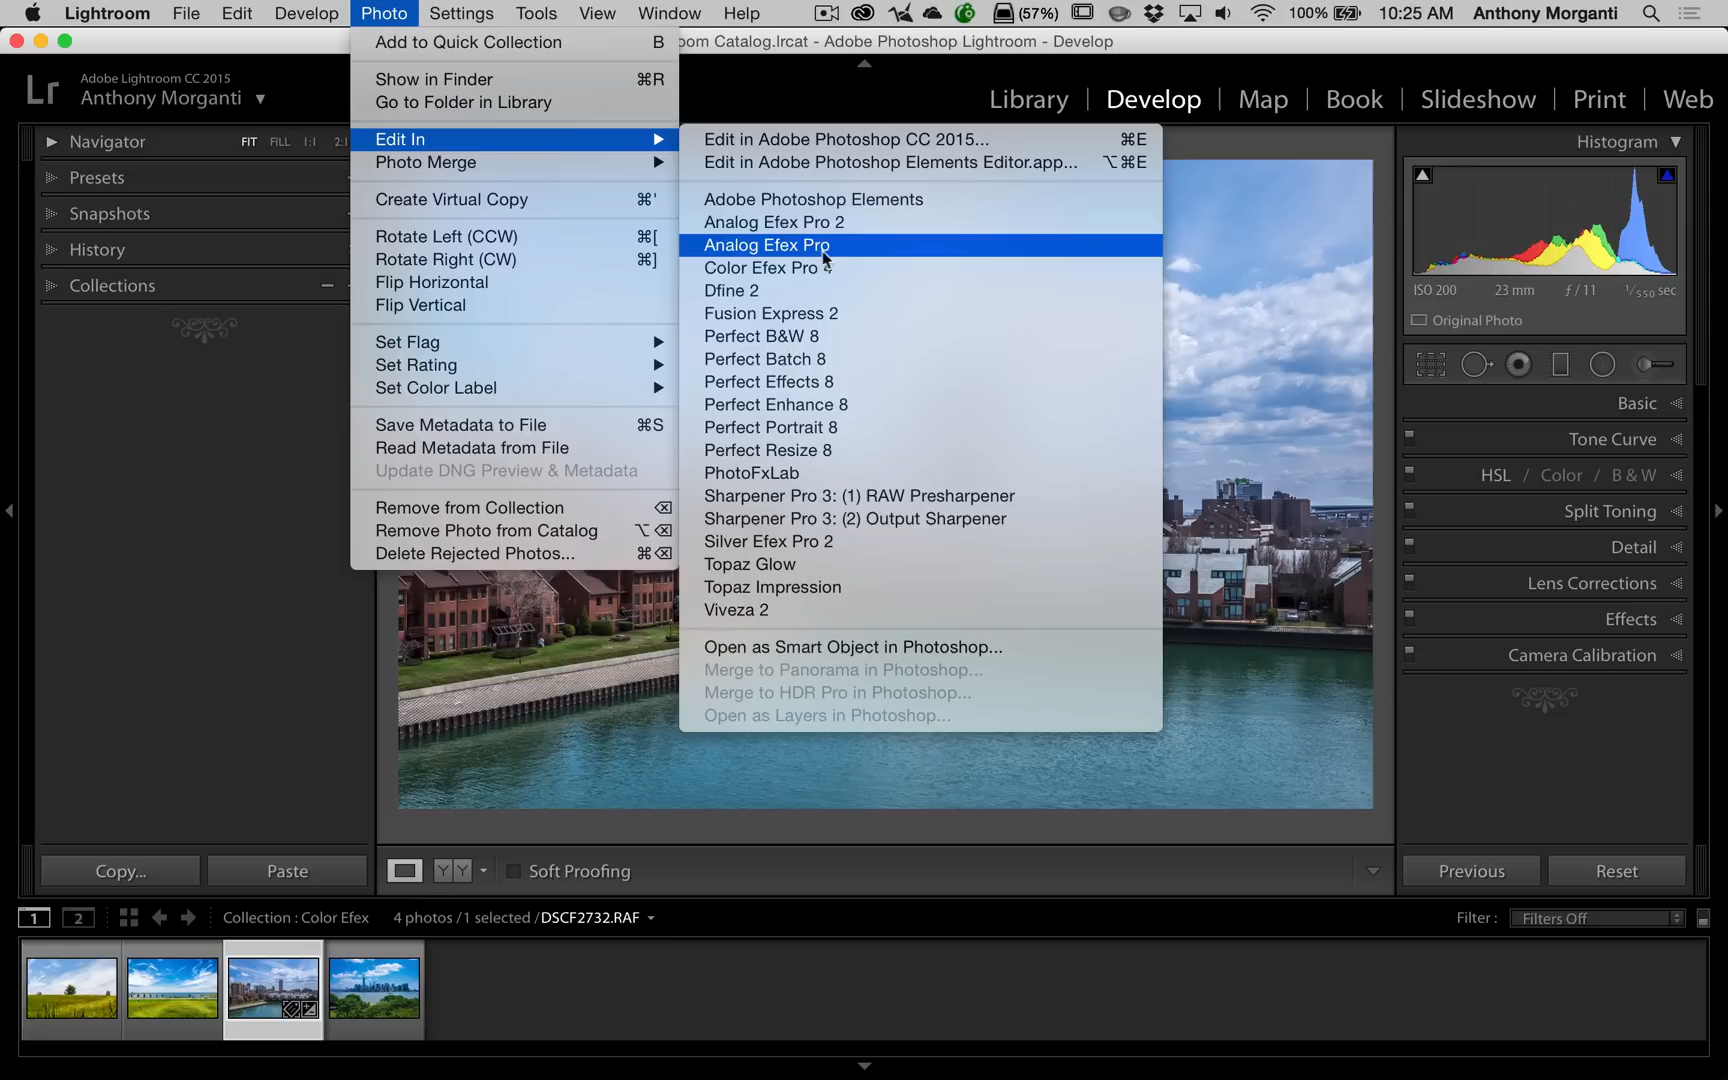 Lightroom File Edit Develop Photo Settings Tools View Window Help (57%) 100% 10:25 AM Anthony Morganti
oom Catalog.lrcat - Adobe Photoshop Lightroom - Develop
Lr Adobe Lightroom CC 2015
Anthony Morganti
Library | Develop | Map | Book | Slideshow | Print | Web
Add to Quick Collection B
Show in Finder ⌘R
Go to Folder in Library
Edit In
Photo Merge
Create Virtual Copy ⌘'
Rotate Left (CCW) ⌘[
Rotate Right (CW) ⌘]
Flip Horizontal
Flip Vertical
Set Flag
Set Rating
Set Color Label
Save Metadata to File ⌘S
Read Metadata from File
Update DNG Preview & Metadata
Remove from Collection ⌫
Remove Photo from Catalog ⌥⌫
Delete Rejected Photos... ⌘⌫
Edit in Adobe Photoshop CC 2015... ⌘E
Edit in Adobe Photoshop Elements Editor.app... ⌥⌘E
Adobe Photoshop Elements
Analog Efex Pro 2
Analog Efex Pro
Color Efex Pro 4
Dfine 2
Fusion Express 2
Perfect B&W 8
Perfect Batch 8
Perfect Effects 8
Perfect Enhance 8
Perfect Portrait 8
Perfect Resize 8
PhotoFxLab
Sharpener Pro 3: (1) RAW Presharpener
Sharpener Pro 3: (2) Output Sharpener
Silver Efex Pro 2
Topaz Glow
Topaz Impression
Viveza 2
Open as Smart Object in Photoshop...
Merge to Panorama in Photoshop...
Merge to HDR Pro in Photoshop...
Open as Layers in Photoshop...
Navigator FIT FILL 1:1 2:1
Presets
Snapshots
History
Collections
Histogram
ISO 200 23 mm ƒ / 11 1/550 sec
Original Photo
Basic
Tone Curve
HSL / Color / B & W
Split Toning
Detail
Lens Corrections
Effects
Camera Calibration
Copy... Paste
Y Y Soft Proofing
Previous Reset
1 2 Collection : Color Efex 4 photos /1 selected /DSCF2732.RAF Filter : Filters Off